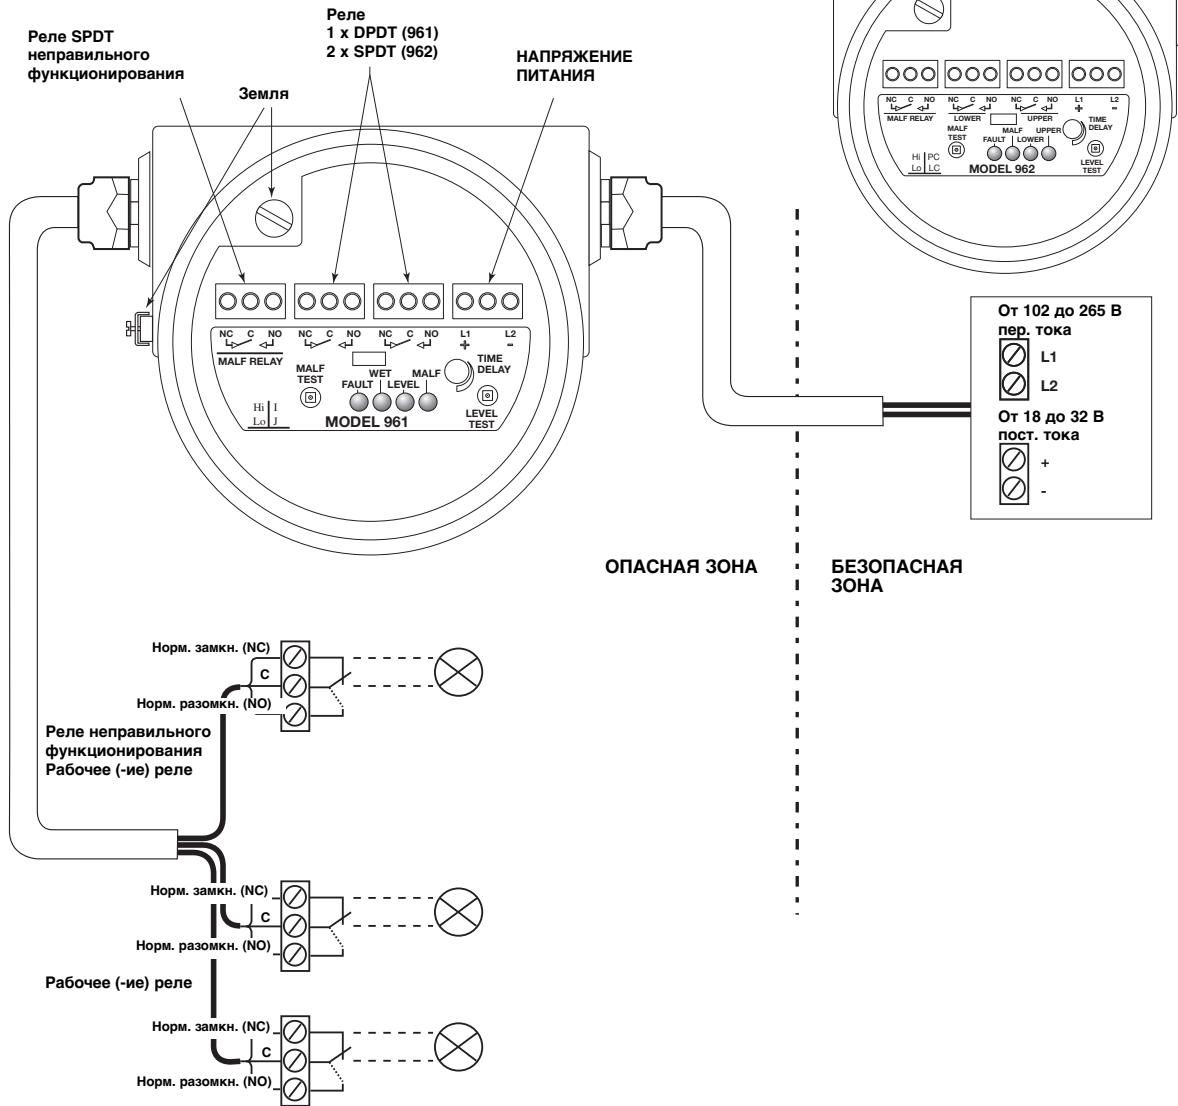 Реле SPDT
неправильного
функционирования
Реле
1 x DPDT (961)
2 x SPDT (962)
НАПРЯЖЕНИЕ
ПИТАНИЯ
Земля
NC C NO
NC C NO
NC C NO
L1 L2
+ -
MALF RELAY
MALF
TEST
WET MALF
FAULT LEVEL
TIME
DELAY
LEVEL
TEST
Hi I
Lo J
MODEL 961
NC C NO
NC C NO
NC C NO
L1 L2
+ -
MALF RELAY
LOWER
UPPER
MALF
TEST
MALF UPPER
FAULT LOWER
TIME
DELAY
LEVEL
TEST
Hi PC
Lo LC
MODEL 962
От 102 до 265 В
пер. тока
L1
L2
От 18 до 32 В
пост. тока
+
-
ОПАСНАЯ ЗОНА
БЕЗОПАСНАЯ
ЗОНА
Норм. замкн. (NC)
C
Норм. разомкн. (NO)
Реле неправильного
функционирования
Рабочее (-ие) реле
Норм. замкн. (NC)
C
Норм. разомкн. (NO)
Рабочее (-ие) реле
Норм. замкн. (NC)
C
Норм. разомкн. (NO)